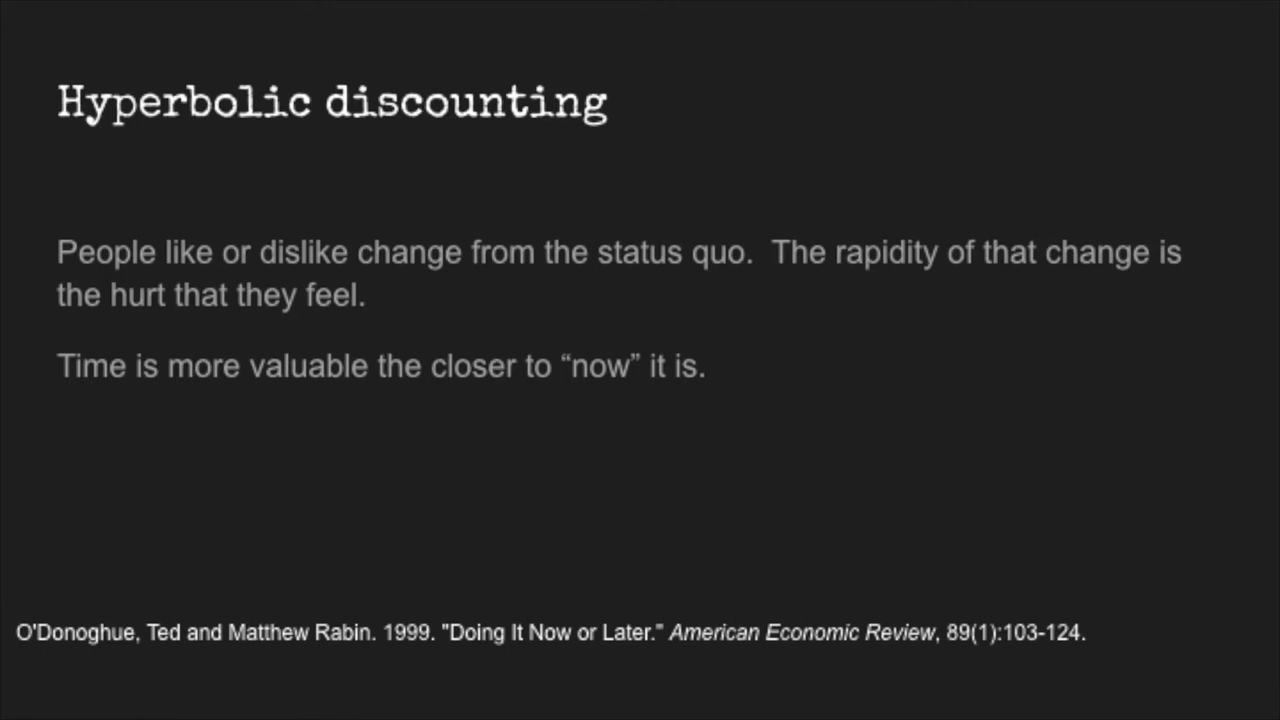 Hyperbolic discounting
People like or dislike change from the status quo.  The rapidity of that change is
the hurt that they feel.
Time is more valuable the closer to “now” it is.
O'Donoghue, Ted and Matthew Rabin. 1999. "Doing It Now or Later." American Economic Review, 89(1):103-124.